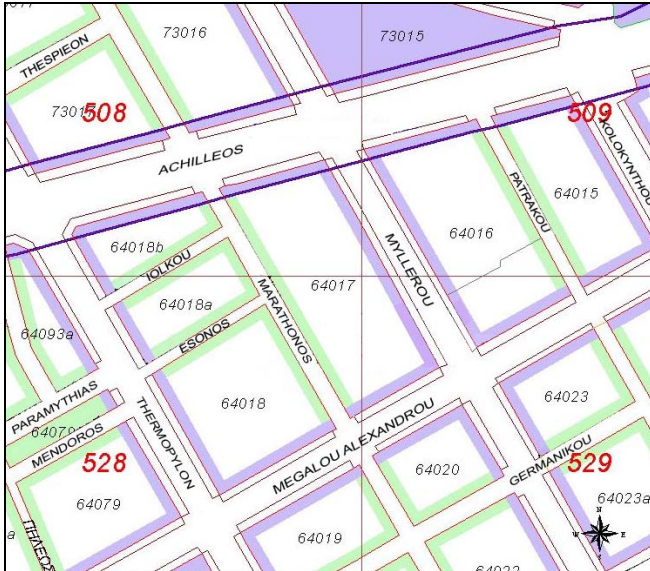 73016
73015
THESPIEON
508
509
KOLOKYNTHOU
ACHILLEOS
PATRAKOU
64015
64018b
IOLKOU
MYLLEROU
64016
64018a
MARATHONOS
64017
64093a
ESONOS
PARAMYTHIAS
THERMOPYLON
64018
64023
MENDOROS
MEGALOU ALEXANDROU
528
64020
GERMANIKOU
529
64079
64023a
N
W E
ΠΗΛΕΩΣ
64019